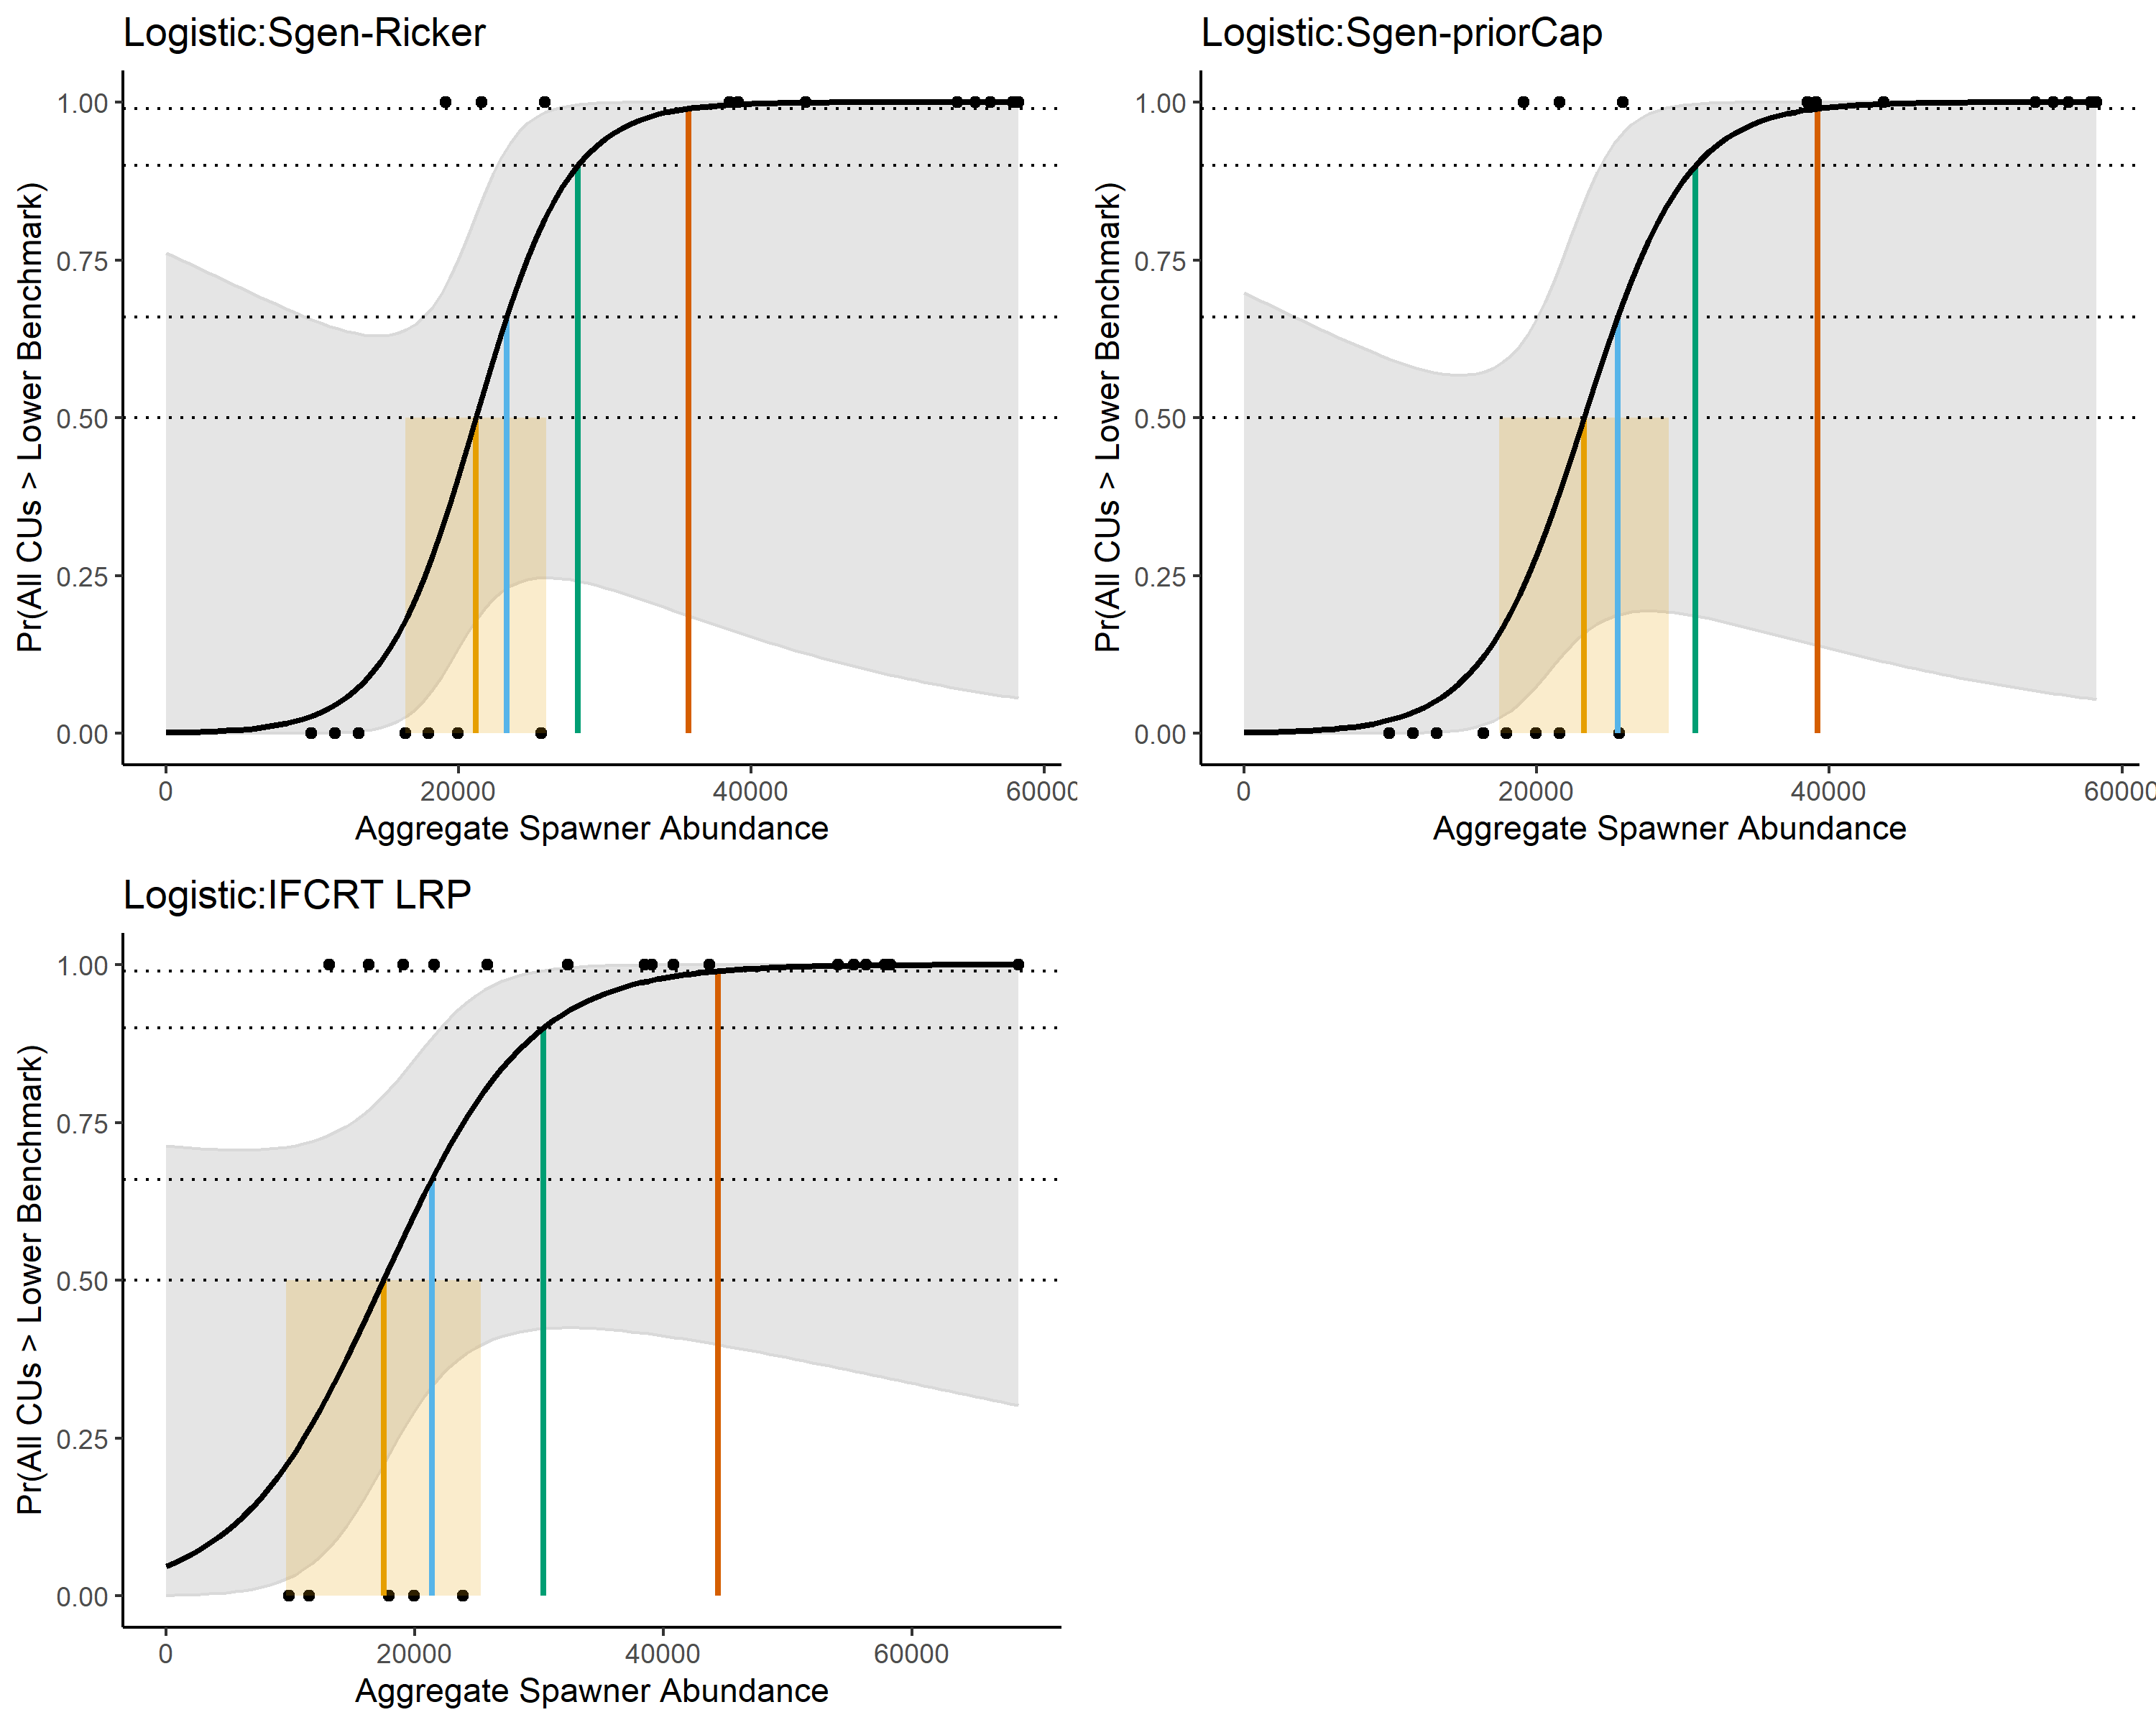 Logistic:Sgen-Ricker
Pr(All CUs > Lower Benchmark)
1.00
0.75
0.50
0.25
0.00
0 20000 40000 6000
Aggregate Spawner Abundance
Logistic:Sgen-priorCap
Pr(All CUs > Lower Benchmark)
1.00
0.75
0.50
0.25
0.00
0 20000 40000 60000
Aggregate Spawner Abundance
Logistic:IFCRT LRP
Pr(All CUs > Lower Benchmark)
1.00
0.75
0.50
0.25
0.00
0 20000 40000 60000
Aggregate Spawner Abundance